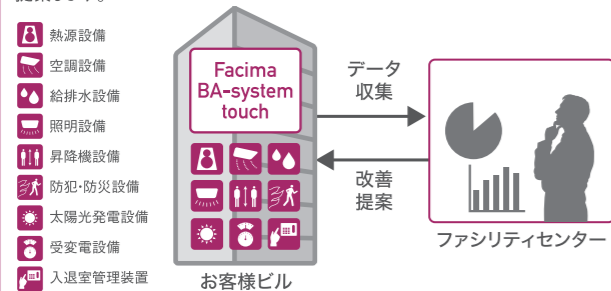 熱源設備
空調設備
給排水設備
照明設備
昇降機設備
防犯・防災設備
太陽光発電設備
受変電設備
入退室管理装置
Facima
BA-system
touch
お客様ビル
データ
収集
改善
提案
ファシリティセンター